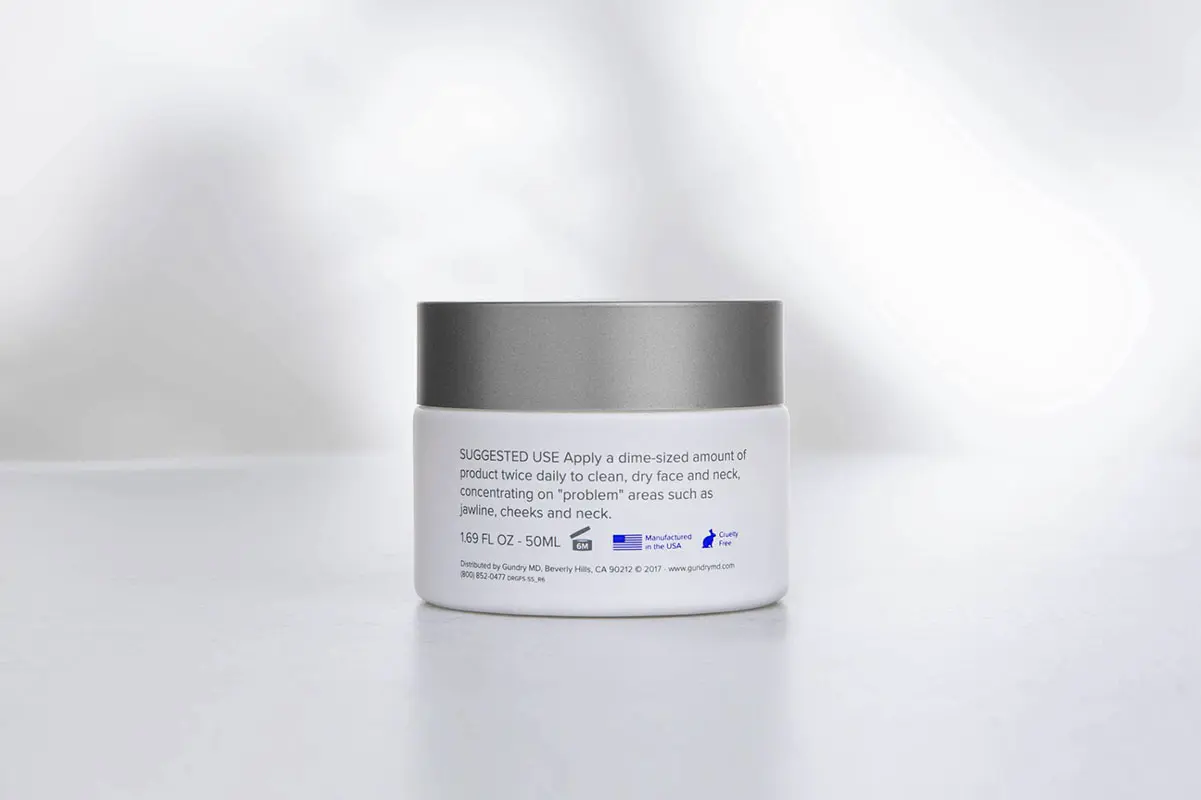 SUGGESTED USE Apply a dime-sized amount of
product twice daily to clean, dry face and neck,
concentrating on "problem" areas such as
jawline, cheeks and neck.
1.69 FL OZ - 50ML 6M Manufactured Cruelty
in the USA Free
Distributed by Gundry MD, Beverly Hills, CA 90212 © 2017 - www.gundrymd.com
(800) 852-0477 DRGPS-SS_R6